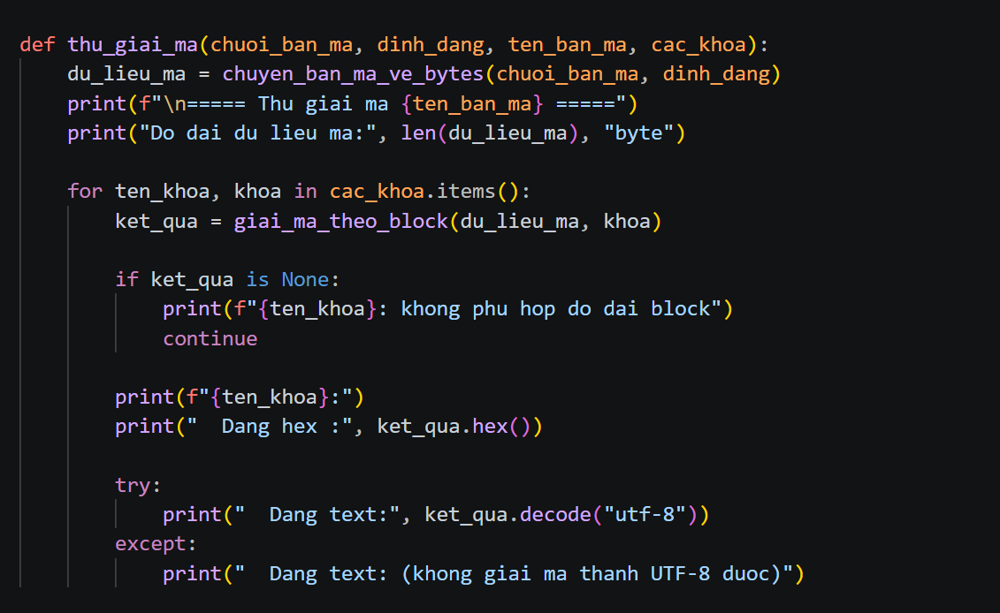 def thu_giai_ma(chuoi_ban_ma, dinh_dang, ten_ban_ma, cac_khoa):
    du_lieu_ma = chuyen_ban_ma_ve_bytes(chuoi_ban_ma, dinh_dang)
    print(f"\n===== Thu giai ma {ten_ban_ma} =====")
    print("Do dai du lieu ma:", len(du_lieu_ma), "byte")
    for ten_khoa, khoa in cac_khoa.items():
        ket_qua = giai_ma_theo_block(du_lieu_ma, khoa)
        if ket_qua is None:
            print(f"{ten_khoa}: khong phu hop do dai block")
            continue
        print(f"{ten_khoa}:")
        print("  Dang hex :", ket_qua.hex())
        try:
            print("  Dang text:", ket_qua.decode("utf-8"))
        except:
            print("  Dang text: (khong giai ma thanh UTF-8 duoc)")